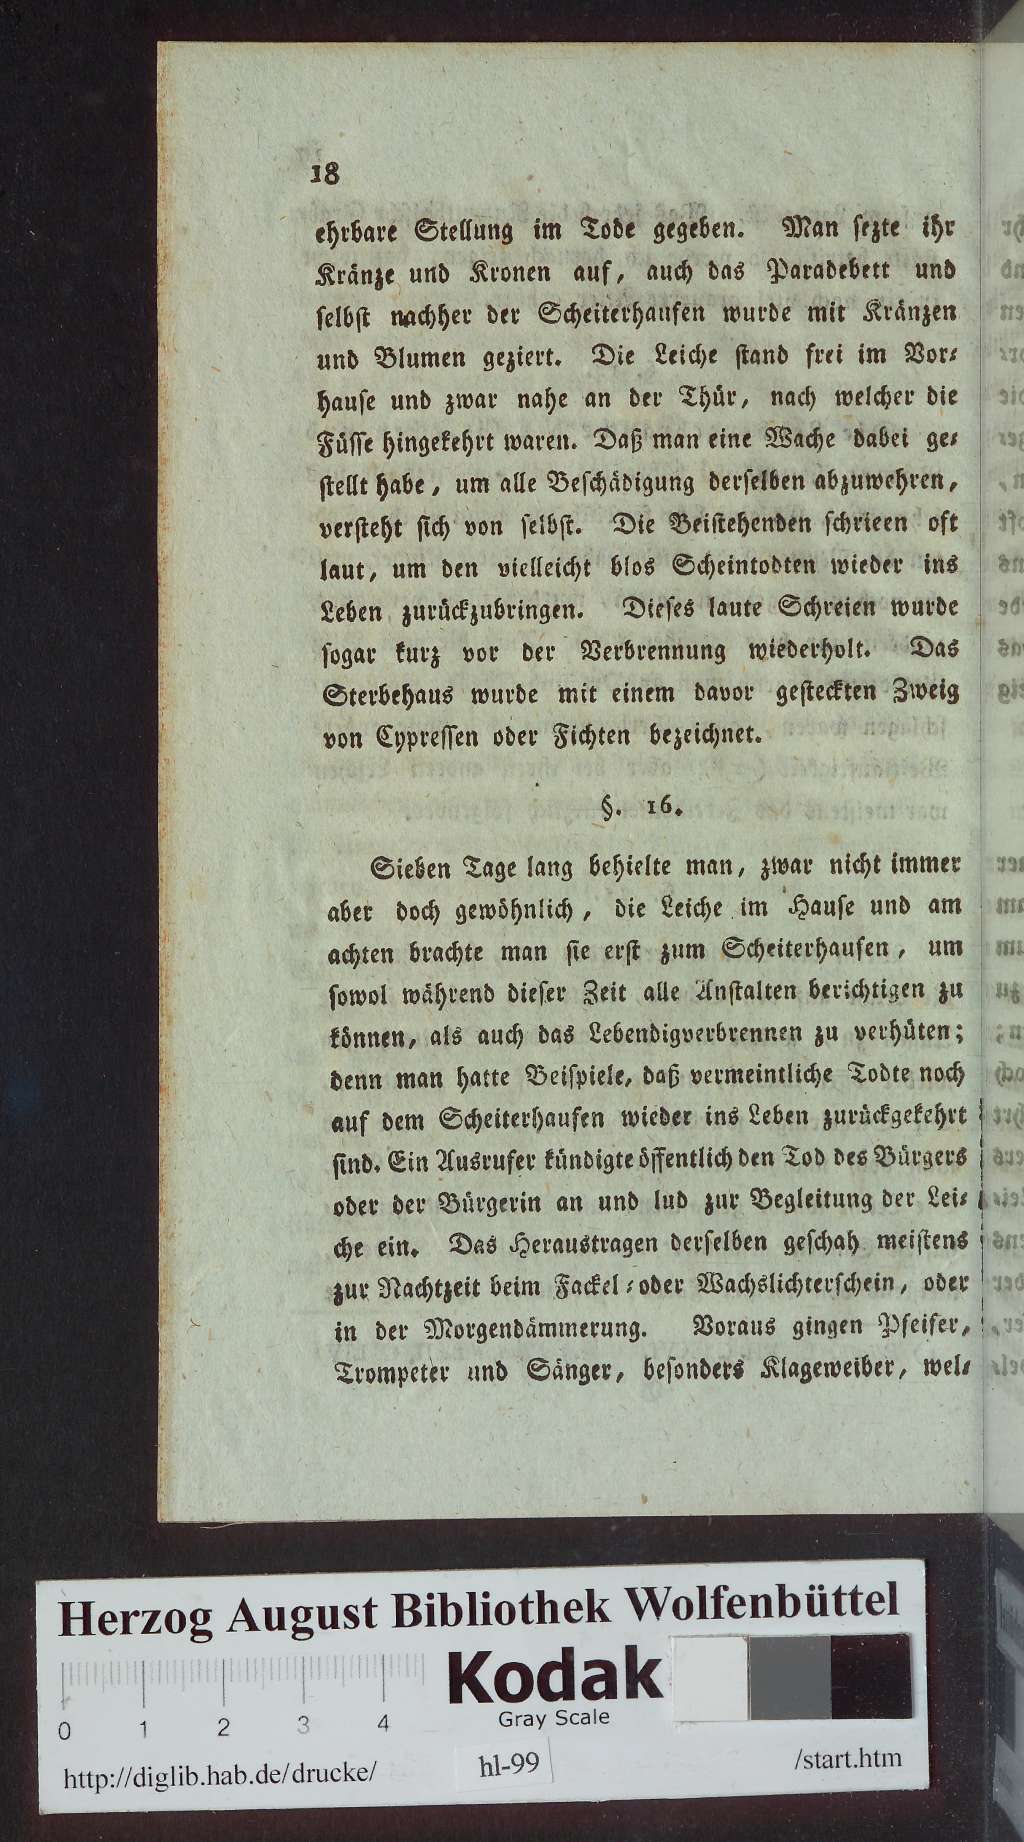 18
ehrbare Stellung im Tode gegeben. Man sezte ihr
Kränze und Kronen auf, auch das Paradebett und
selbst nachher der Scheiterhaufen wurde mit Kränzen
und Blumen geziert. Die Leiche stand frei im Vor-
hause und zwar nahe an der Thür, nach welcher die
Füsse hingekehrt waren. Daß man eine Wache dabei ge-
stellt habe, um alle Beschädigung derselben abzuwehren,
versteht sich von selbst. Die Beistehenden schrieen oft
laut, um den vielleicht blos Scheintodten wieder ins
Leben zurückzubringen. Dieses laute Schreien wurde
sogar kurz vor der Verbrennung wiederholt. Das
Sterbehaus wurde mit einem davor gesteckten Zweig
von Cypressen oder Fichten bezeichnet.
§. 16.
Sieben Tage lang behielte man, zwar nicht immer
aber doch gewöhnlich, die Leiche im Hause und am
achten brachte man sie erst zum Scheiterhaufen, um
sowol während dieser Zeit alle Anstalten berichtigen zu
können, als auch das Lebendigverbrennen zu verhüten;
denn man hatte Beispiele, daß vermeintliche Todte noch
auf dem Scheiterhaufen wieder ins Leben zurückgekehrt
sind. Ein Ausrufer kündigte öffentlich den Tod des Bürgers
oder der Bürgerin an und lud zur Begleitung der Lei-
che ein. Das Heraustragen derselben geschah meistens
zur Nachtzeit beim Fackel-oder Wachslichterschein, oder
in der Morgendämmerung. Voraus gingen Pfeifer,
Trompeter und Sänger, besonders Klageweiber, wel-
Herzog August Bibliothek Wolfenbüttel
Kodak
Gray Scale
0 1 2 3 4
http://diglib.hab.de/drucke/ hl-99 /start.htm